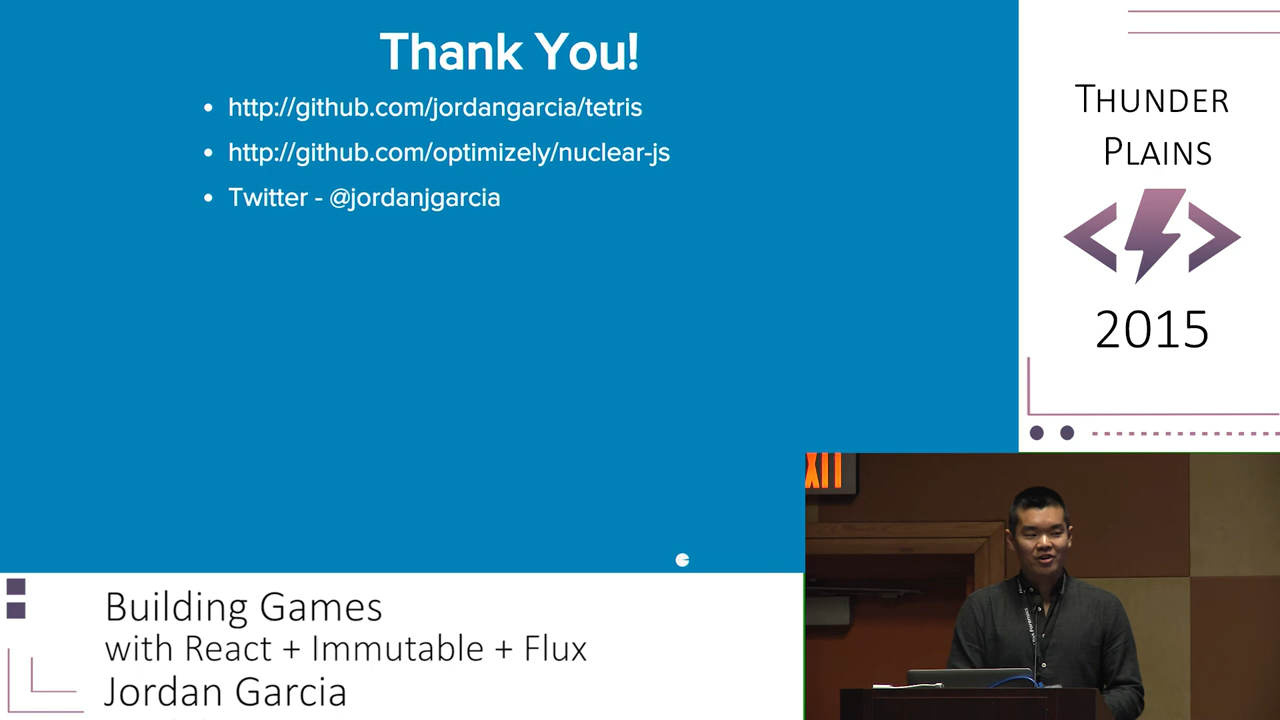 Thank You!
• http://github.com/jordangarcia/tetris
• http://github.com/optimizely/nuclear-js
• Twitter - @jordanjgarcia
THUNDER
PLAINS
2015
XIT
Building Games
with React + Immutable + Flux
Jordan Garcia